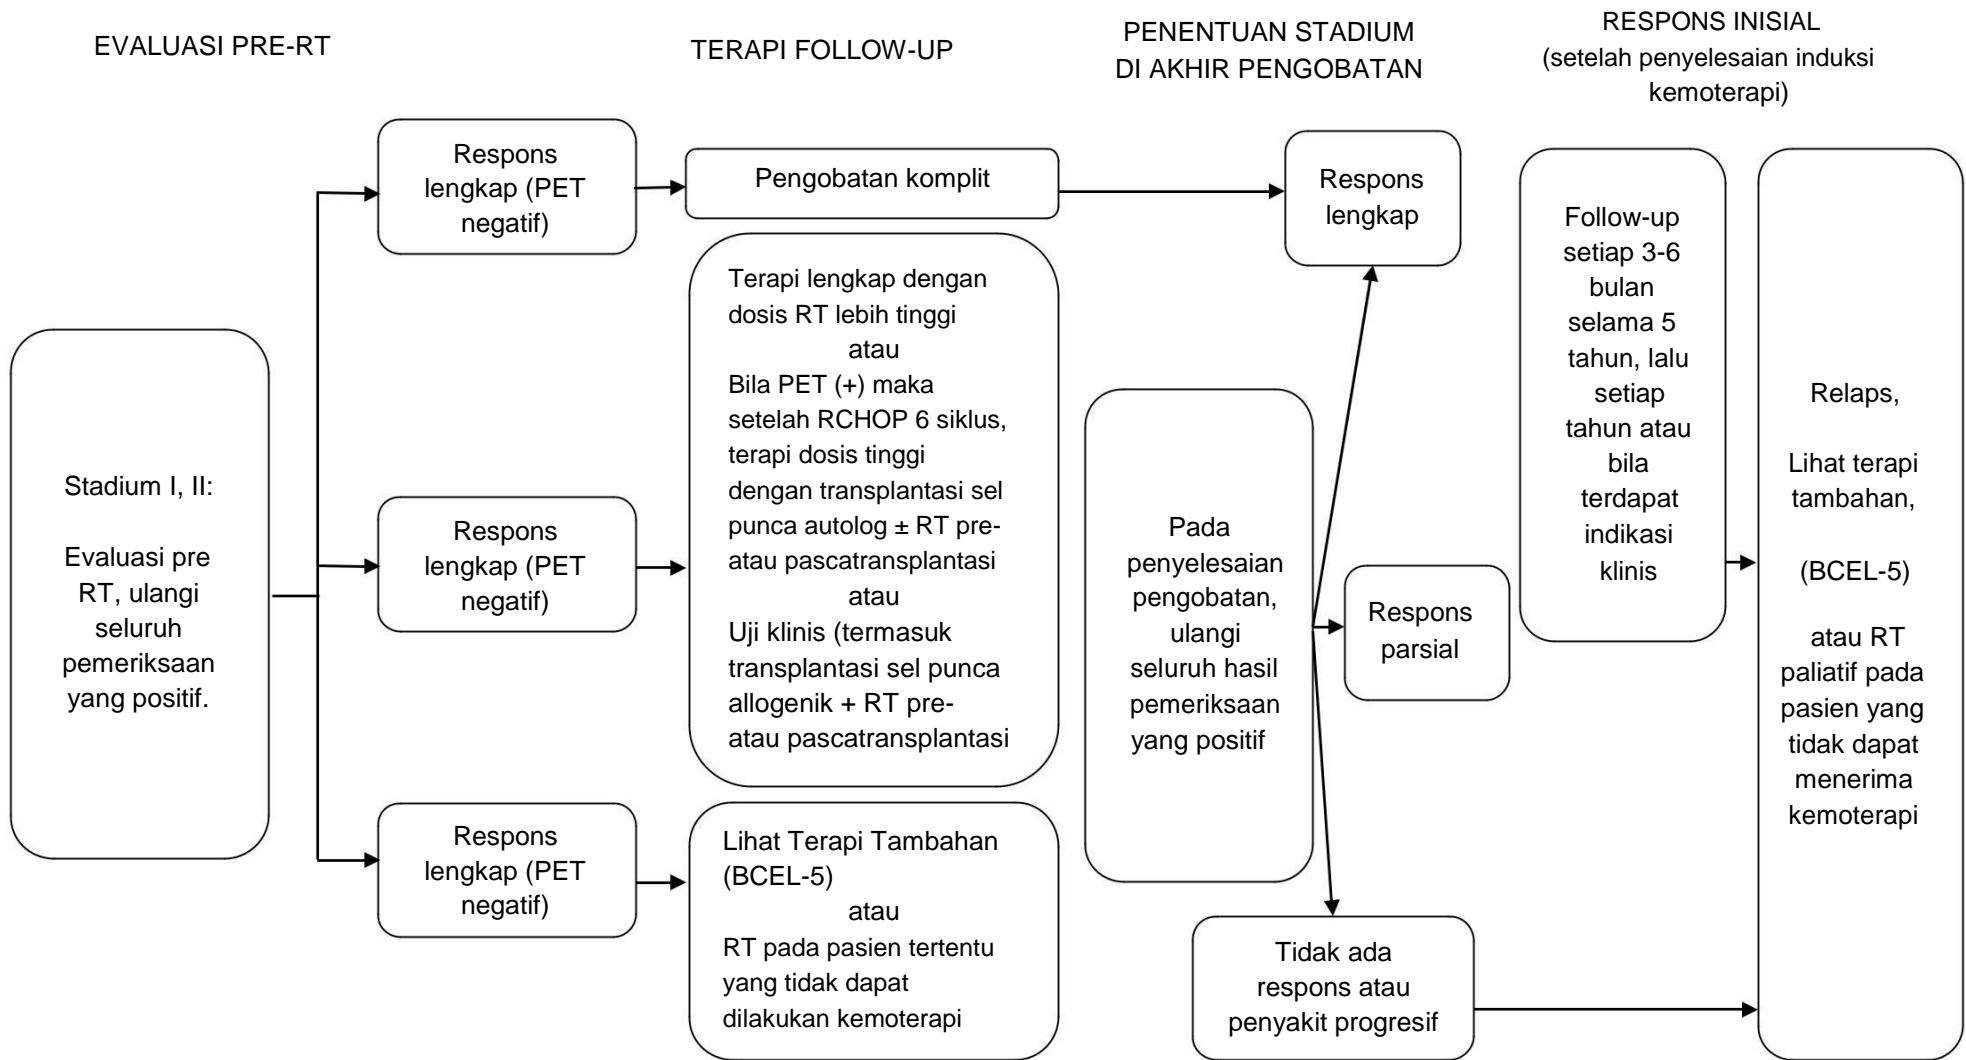 EVALUASI PRE-RT
TERAPI FOLLOW-UP
PENENTUAN STADIUM
DI AKHIR PENGOBATAN
RESPONS INISIAL
(setelah penyelesaian induksi
kemoterapi)
Stadium I, II:
Evaluasi pre
RT, ulangi
seluruh
pemeriksaan
yang positif.
Respons
lengkap (PET
negatif)
Respons
lengkap (PET
negatif)
Respons
lengkap (PET
negatif)
Pengobatan komplit
Terapi lengkap dengan
dosis RT lebih tinggi
atau
Bila PET (+) maka
setelah RCHOP 6 siklus,
terapi dosis tinggi
dengan transplantasi sel
punca autolog ± RT pre-
atau pascatransplantasi
atau
Uji klinis (termasuk
transplantasi sel punca
allogenik + RT pre-
atau pascatransplantasi
Lihat Terapi Tambahan
(BCEL-5)
atau
RT pada pasien tertentu
yang tidak dapat
dilakukan kemoterapi
Pada
penyelesaian
pengobatan,
ulangi
seluruh hasil
pemeriksaan
yang positif
Respons
lengkap
Respons
parsial
Tidak ada
respons atau
penyakit progresif
Follow-up
setiap 3-6
bulan
selama 5
tahun, lalu
setiap
tahun atau
bila
terdapat
indikasi
klinis
Relaps,
Lihat terapi
tambahan,
(BCEL-5)
atau RT
paliatif pada
pasien yang
tidak dapat
menerima
kemoterapi